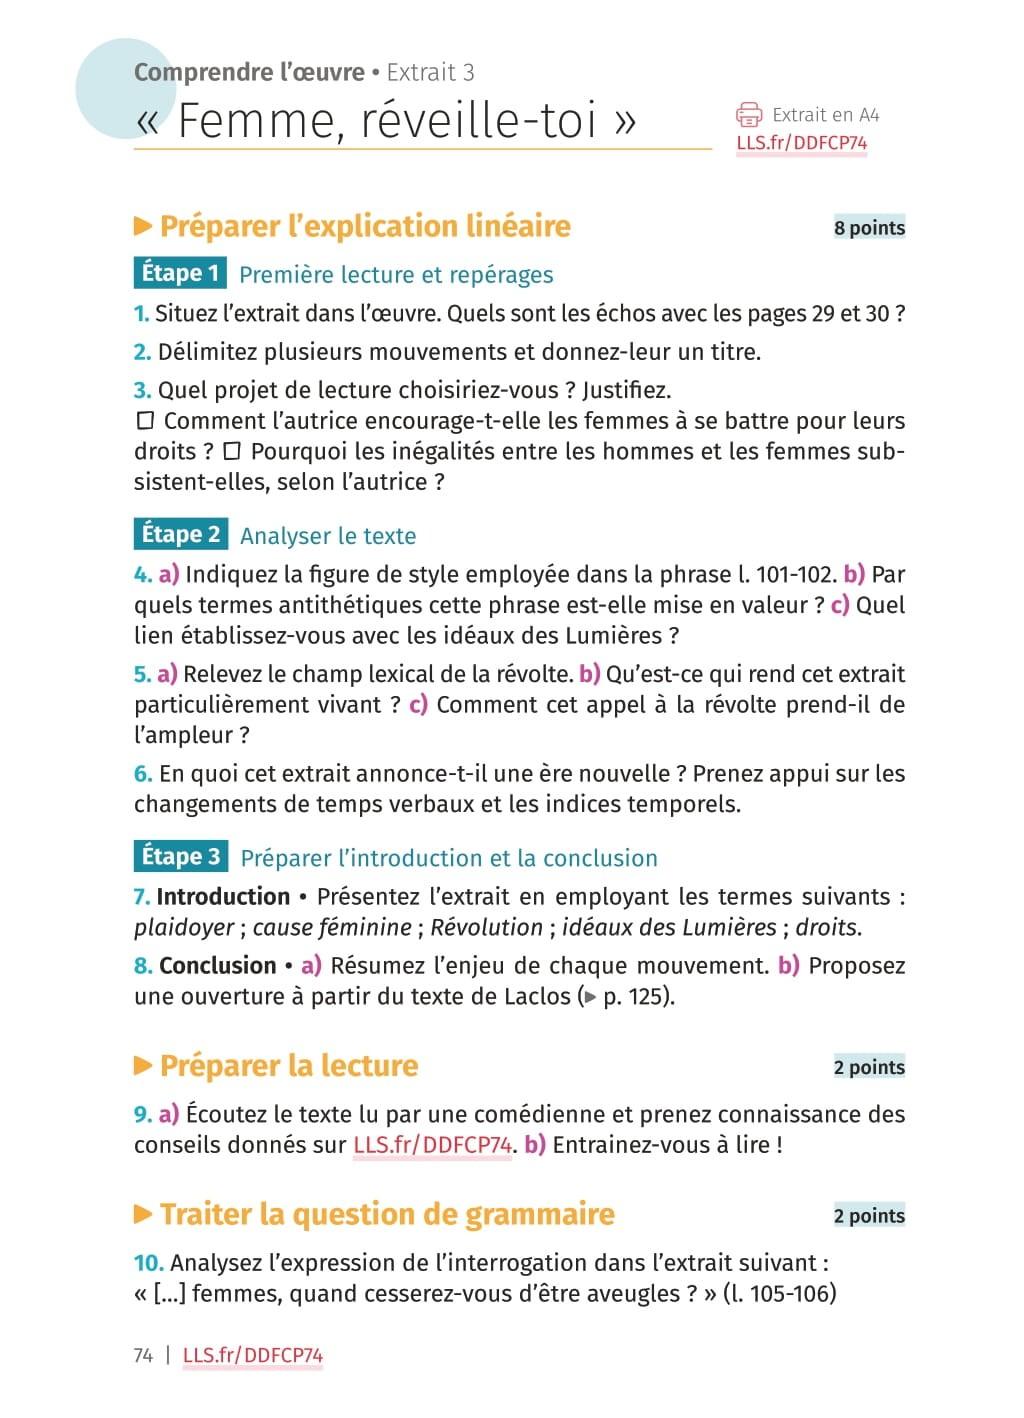 Comprendre l’œuvre • Extrait 3
« Femme, réveille-toi »
Extrait en A4
LLS.fr/DDFCP74
Préparer l’explication linéaire
8 points
Étape 1 Première lecture et repérages
1. Situez l’extrait dans l’œuvre. Quels sont les échos avec les pages 29 et 30 ?
2. Délimitez plusieurs mouvements et donnez-leur un titre.
3. Quel projet de lecture choisiriez-vous ? Justifiez.
□ Comment l’autrice encourage-t-elle les femmes à se battre pour leurs
droits ? □ Pourquoi les inégalités entre les hommes et les femmes sub-
sistent-elles, selon l’autrice ?
Étape 2 Analyser le texte
4. a) Indiquez la figure de style employée dans la phrase l. 101-102. b) Par
quels termes antithétiques cette phrase est-elle mise en valeur ? c) Quel
lien établissez-vous avec les idéaux des Lumières ?
5. a) Relevez le champ lexical de la révolte. b) Qu’est-ce qui rend cet extrait
particulièrement vivant ? c) Comment cet appel à la révolte prend-il de
l’ampleur ?
6. En quoi cet extrait annonce-t-il une ère nouvelle ? Prenez appui sur les
changements de temps verbaux et les indices temporels.
Étape 3 Préparer l’introduction et la conclusion
7. Introduction • Présentez l’extrait en employant les termes suivants :
plaidoyer ; cause féminine ; Révolution ; idéaux des Lumières ; droits.
8. Conclusion • a) Résumez l’enjeu de chaque mouvement. b) Proposez
une ouverture à partir du texte de Laclos (▸ p. 125).
Préparer la lecture
2 points
9. a) Écoutez le texte lu par une comédienne et prenez connaissance des
conseils donnés sur LLS.fr/DDFCP74. b) Entrainez-vous à lire !
Traiter la question de grammaire
2 points
10. Analysez l’expression de l’interrogation dans l’extrait suivant :
« [...] femmes, quand cesserez-vous d’être aveugles ? » (l. 105-106)
74 | LLS.fr/DDFCP74